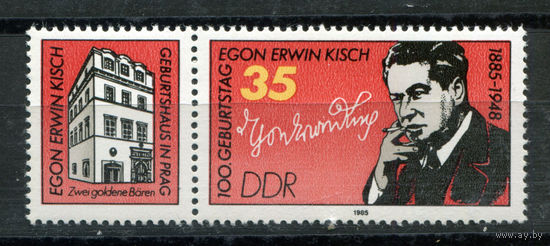 EGON ERWIN KISCH
GEBURTSHAUS IN PRAG
Zwei goldene Bären
100. GEBURTSTAG
EGON ERWIN KISCH
35
1885-1948
EgonErwinKisch
DDR
1985
www.ay.by